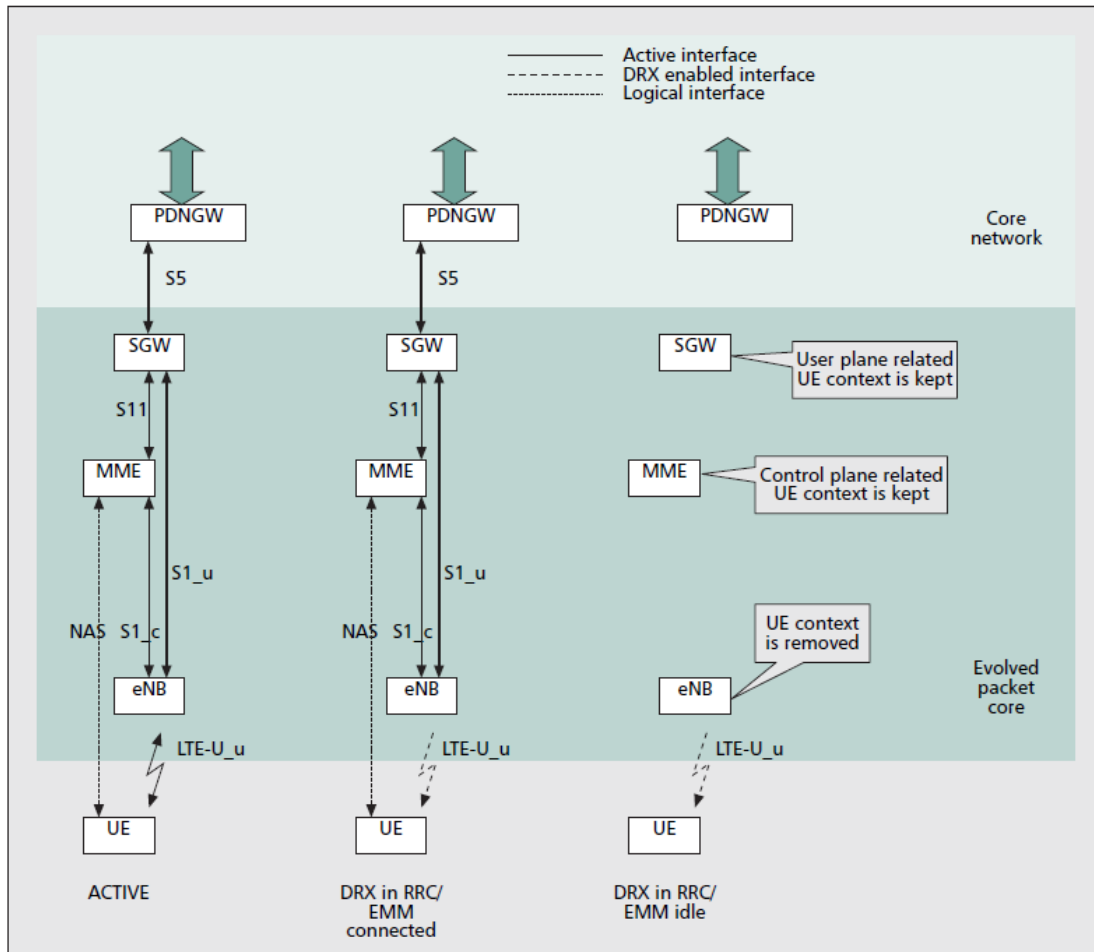 Active interface
DRX enabled interface
Logical interface
PDNGW
PDNGW
PDNGW
Core
network
S5
S5
SGW
SGW
SGW
User plane related
UE context is kept
S11
S11
MME
MME
MME
Control plane related
UE context is kept
S1_u
S1_u
NAS
S1_c
NAS
S1_c
UE context
is removed
eNB
eNB
eNB
Evolved
packet
core
LTE-U_u
LTE-U_u
LTE-U_u
UE
UE
UE
ACTIVE
DRX in RRC/
EMM
connected
DRX in RRC/
EMM idle